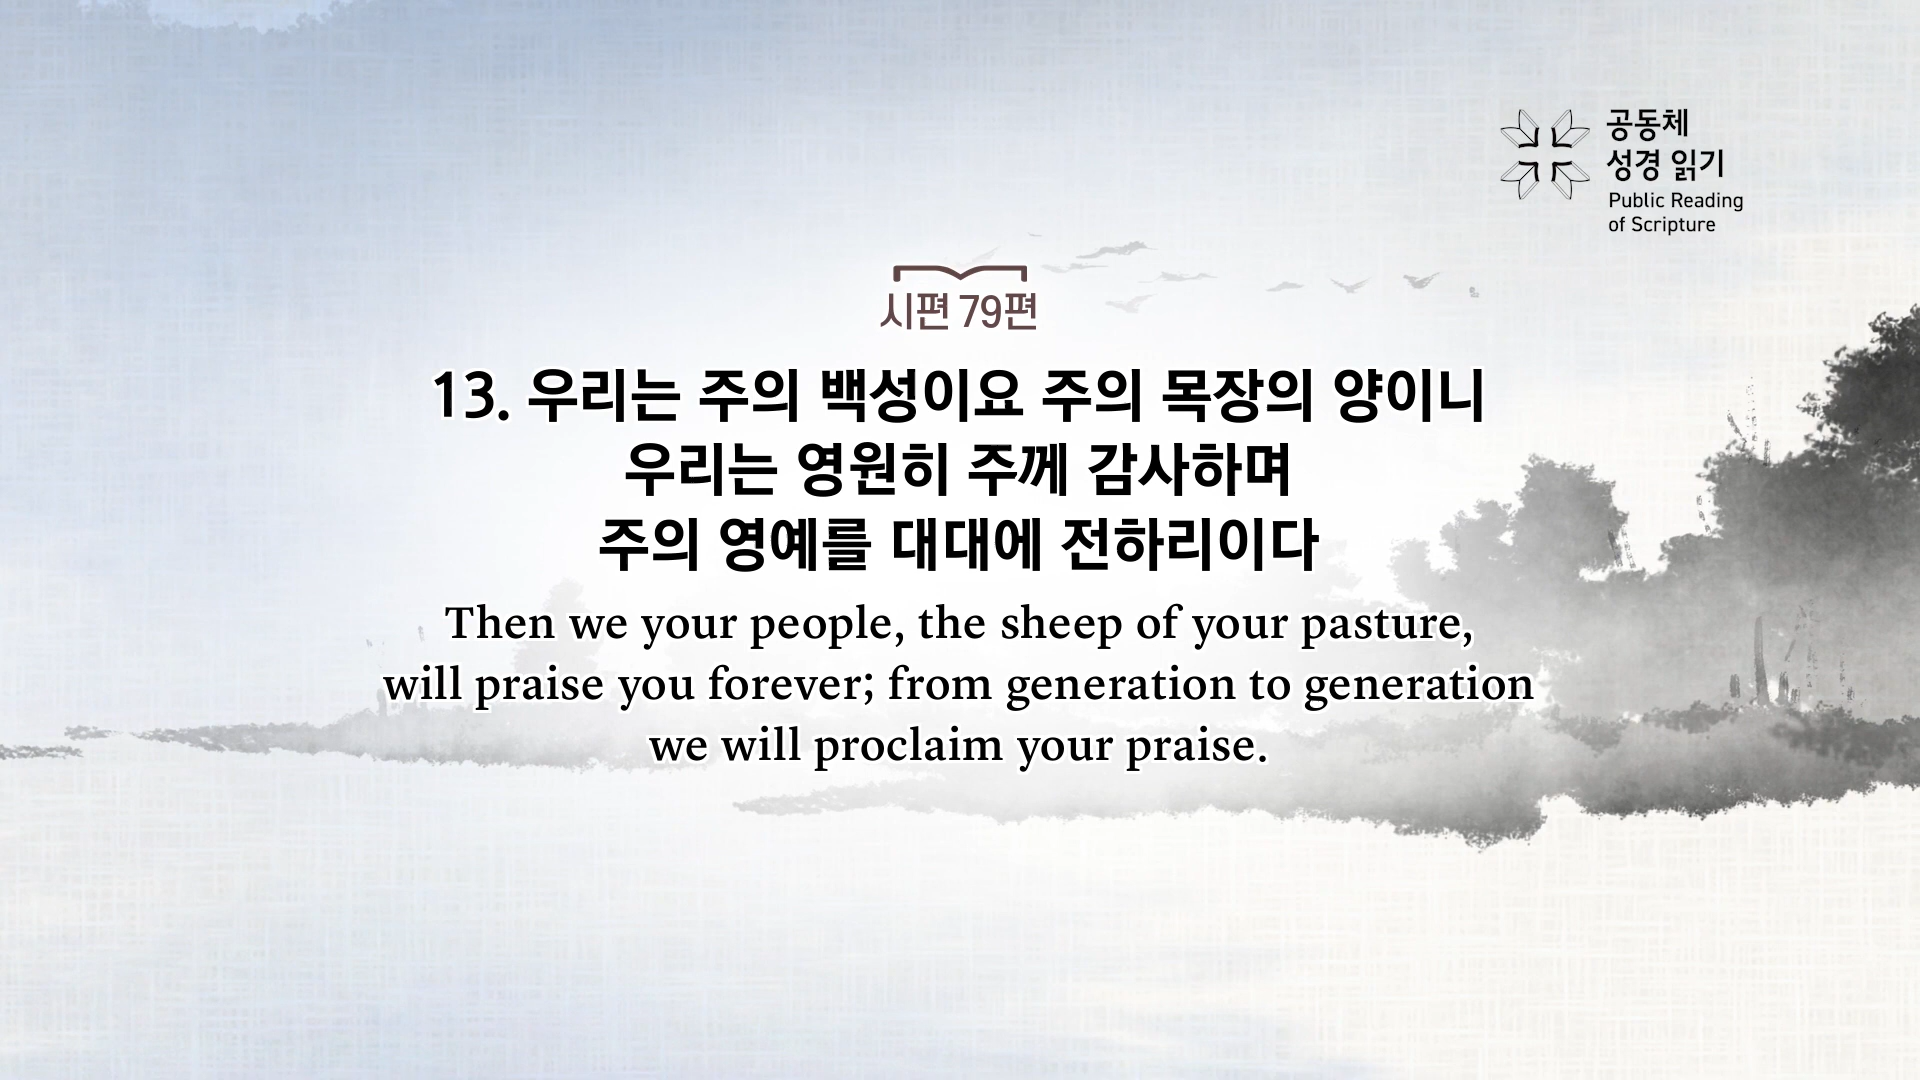 공동체
성경 읽기
Public Reading
of Scripture
시편 79편
13. 우리는 주의 백성이요 주의 목장의 양이니
우리는 영원히 주께 감사하며
주의 영예를 대대에 전하리이다
Then we your people, the sheep of your pasture,
will praise you forever; from generation to generation
we will proclaim your praise.